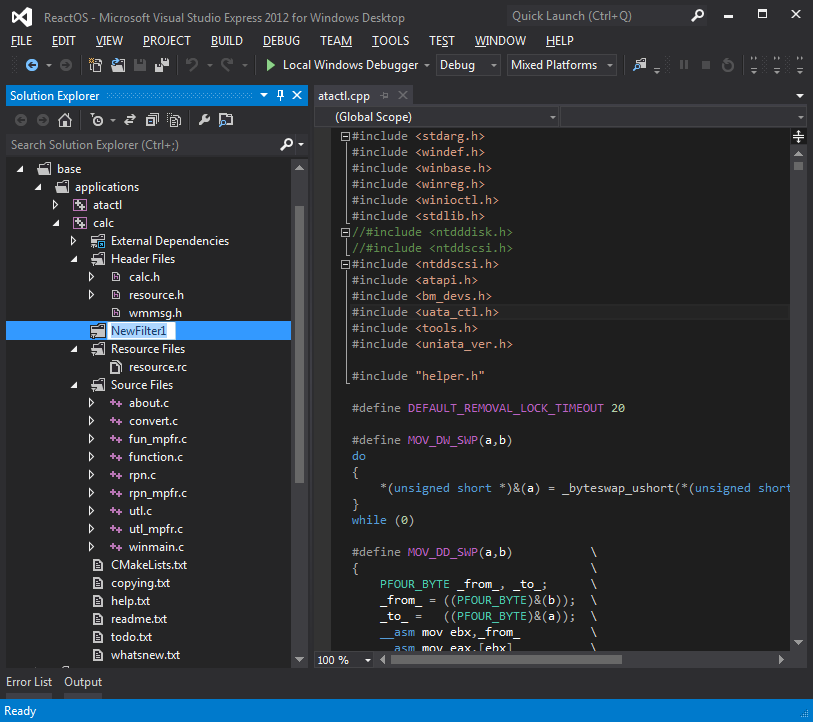 ReactOS - Microsoft Visual Studio Express 2012 for Windows Desktop
Quick Launch (Ctrl+Q)
FILE EDIT VIEW PROJECT BUILD DEBUG TEAM TOOLS TEST WINDOW HELP
Local Windows Debugger Debug Mixed Platforms
Solution Explorer
Search Solution Explorer (Ctrl+;)
base
applications
atactl
calc
External Dependencies
Header Files
calc.h
resource.h
wmmsg.h
NewFilter1
Resource Files
resource.rc
Source Files
about.c
convert.c
fun_mpfr.c
function.c
rpn.c
rpn_mpfr.c
utl.c
utl_mpfr.c
winmain.c
CMakeLists.txt
copying.txt
help.txt
readme.txt
todo.txt
whatsnew.txt
atactl.cpp
(Global Scope)
#include <stdarg.h>
#include <windef.h>
#include <winbase.h>
#include <winreg.h>
#include <winioctl.h>
#include <stdlib.h>
//#include <ntdddisk.h>
//#include <ntddscsi.h>
#include <ntddscsi.h>
#include <atapi.h>
#include <bm_devs.h>
#include <uata_ctl.h>
#include <tools.h>
#include <uniata_ver.h>
#include "helper.h"
#define DEFAULT_REMOVAL_LOCK_TIMEOUT 20
#define MOV_DW_SWP(a,b)
do
{
*(unsigned short *)&(a) = _byteswap_ushort(*(unsigned short
}
while (0)
#define MOV_DD_SWP(a,b) \
{ \
PFOUR_BYTE _from_, _to_; \
_from_ = ((PFOUR_BYTE)&(b)); \
_to_ = ((PFOUR_BYTE)&(a)); \
__asm mov ebx,_from_ \
__asm mov eax,[ebx] \
100 %
Error List Output
Ready